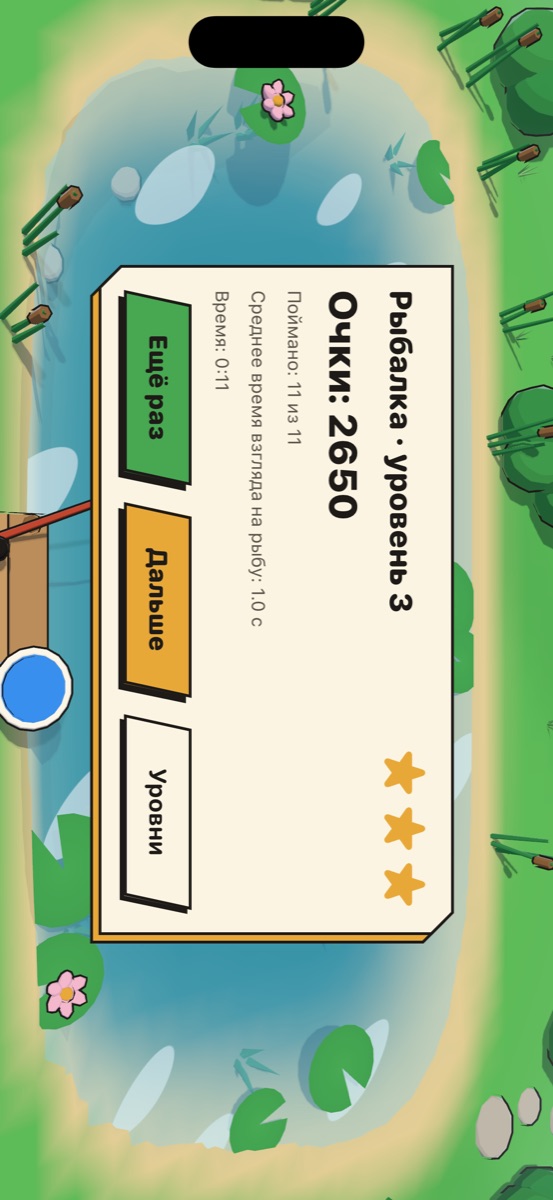 Рыбалка · уровень 3
Очки: 2650
Поймано: 11 из 11
Среднее время взгляда на рыбу: 1.0 с
Время: 0:11
Ещё раз
Дальше
Уровни